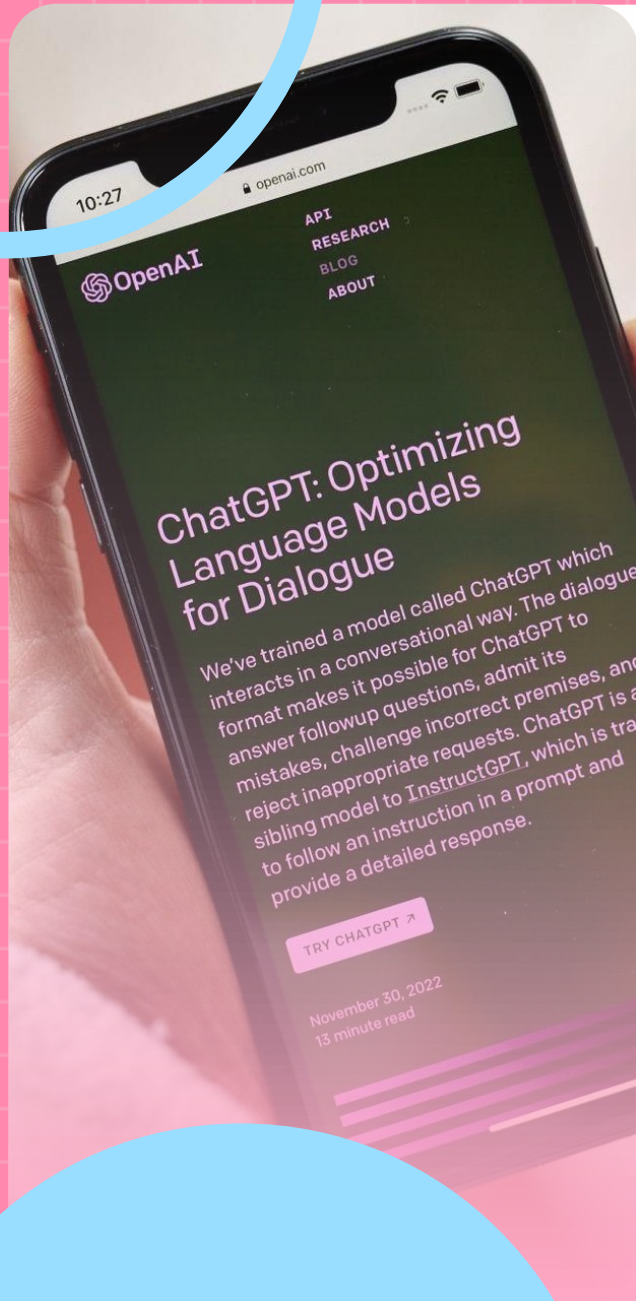 10:27
openai.com
OpenAI
API
RESEARCH
BLOG
ABOUT
ChatGPT: Optimizing
Language Models
for Dialogue
We've trained a model called ChatGPT which
interacts in a conversational way. The dialogue
format makes it possible for ChatGPT to
answer followup questions, admit its
mistakes, challenge incorrect premises, and
reject inappropriate requests. ChatGPT is a
sibling model to InstructGPT, which is
to follow an instruction in a prompt and
provide a detailed response.
TRY CHATGPT ↗
November 30, 2022
13 minute read